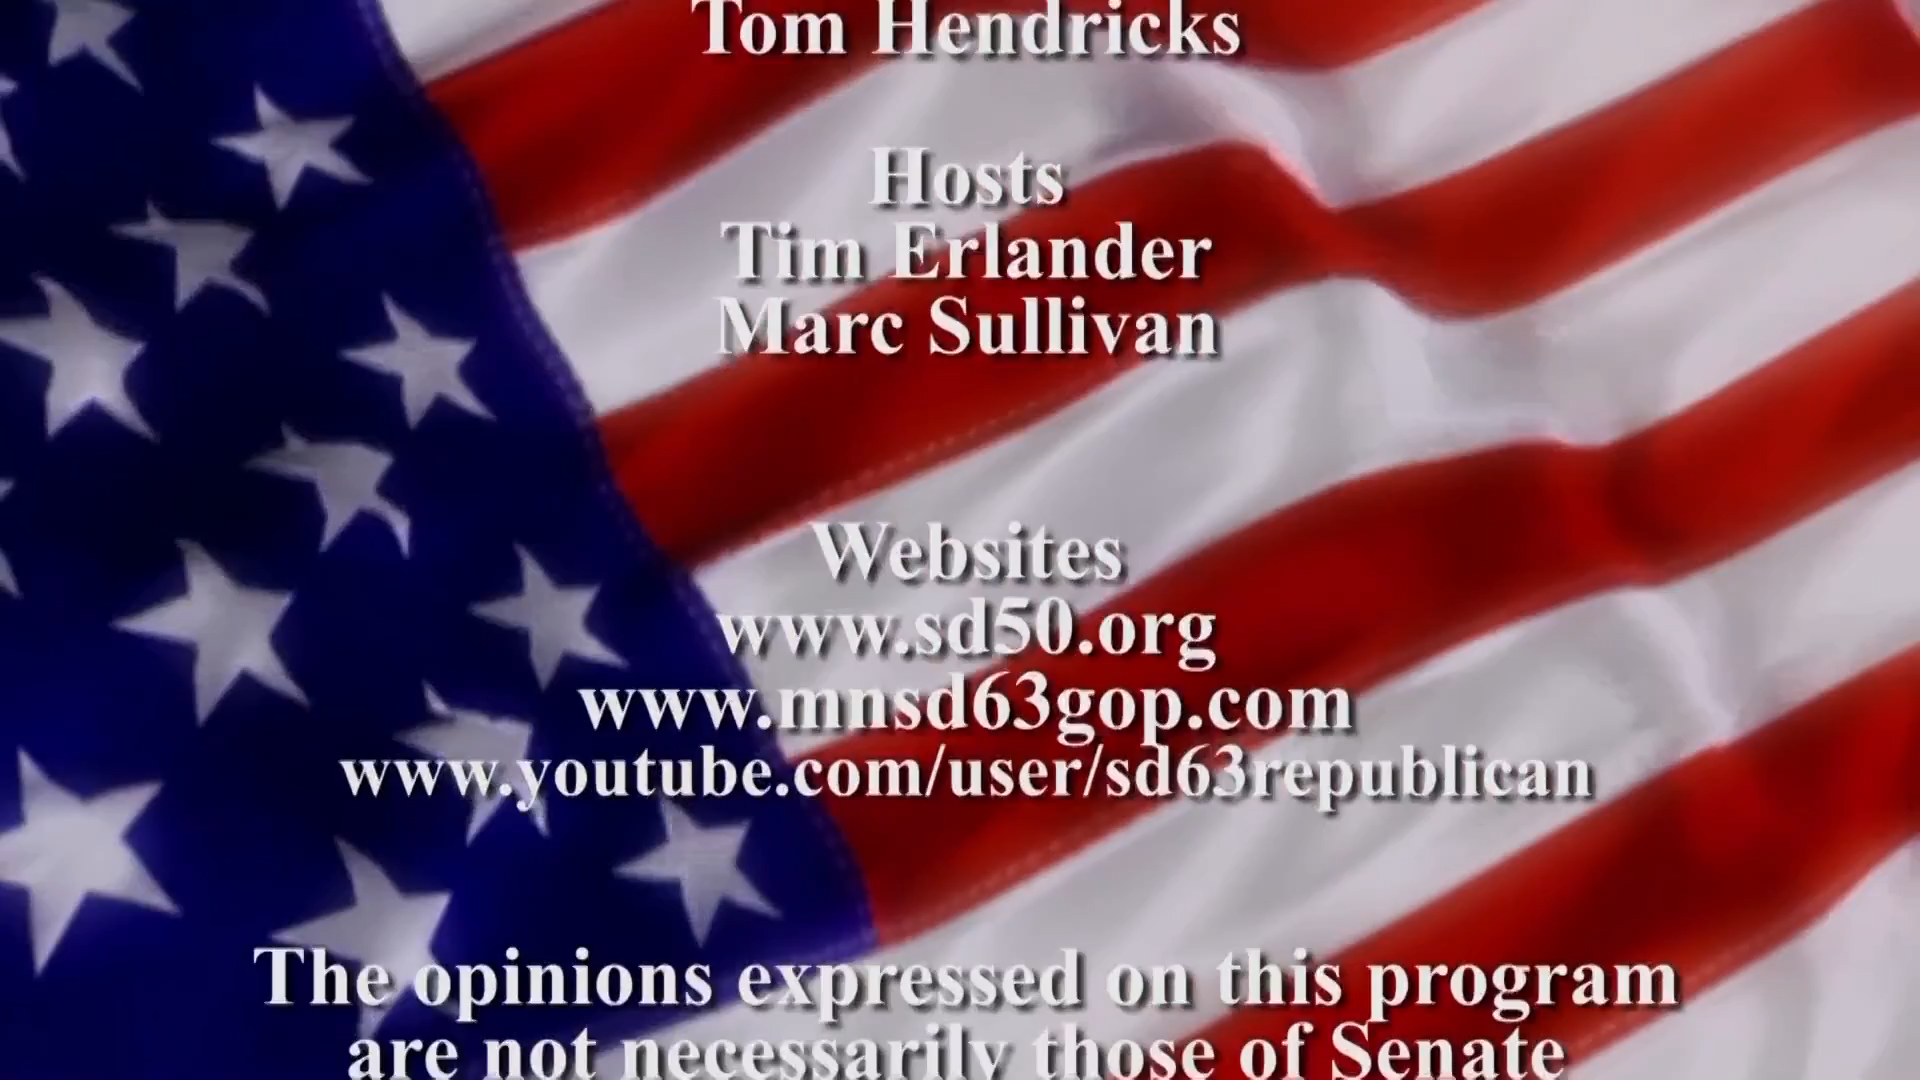 Tom Hendricks
Hosts
Tim Erlander
Marc Sullivan
Websites
www.sd50.org
www.mnsd63gop.com
www.youtube.com/user/sd63republican
The opinions expressed on this program
are not necessarily those of Senate